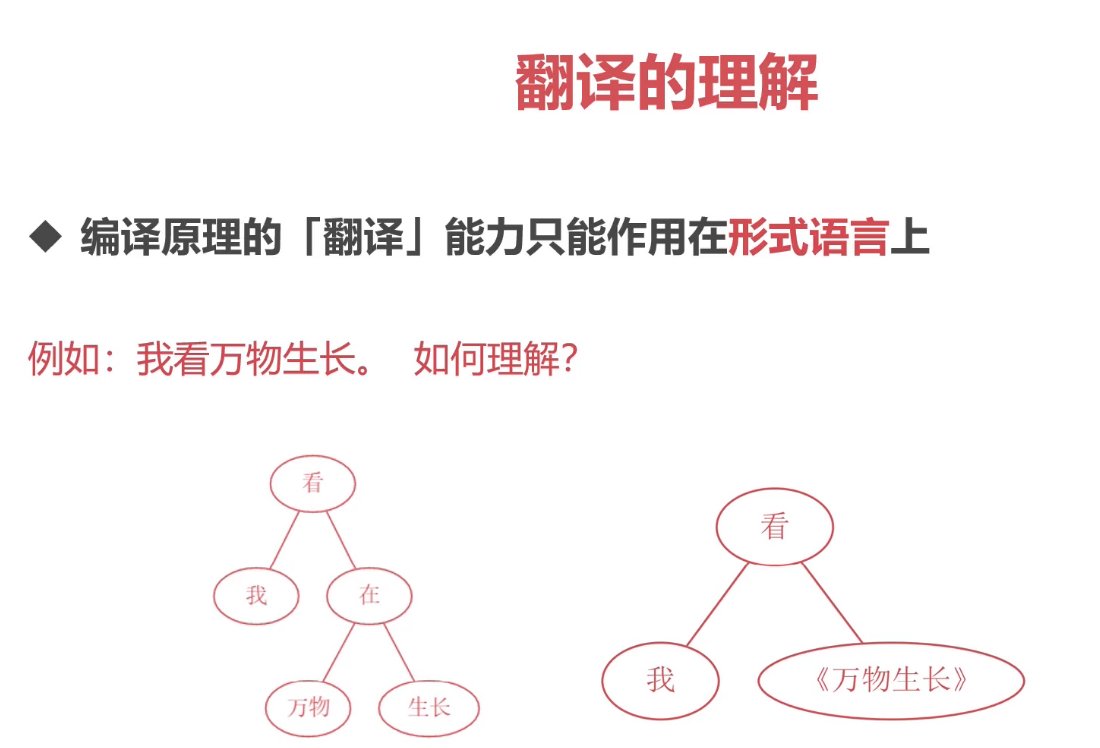 翻译的理解
◆ 编译原理的「翻译」能力只能作用在形式语言上
例如：我看万物生长。 如何理解？
看
我
在
万物
生长
看
我
《万物生长》